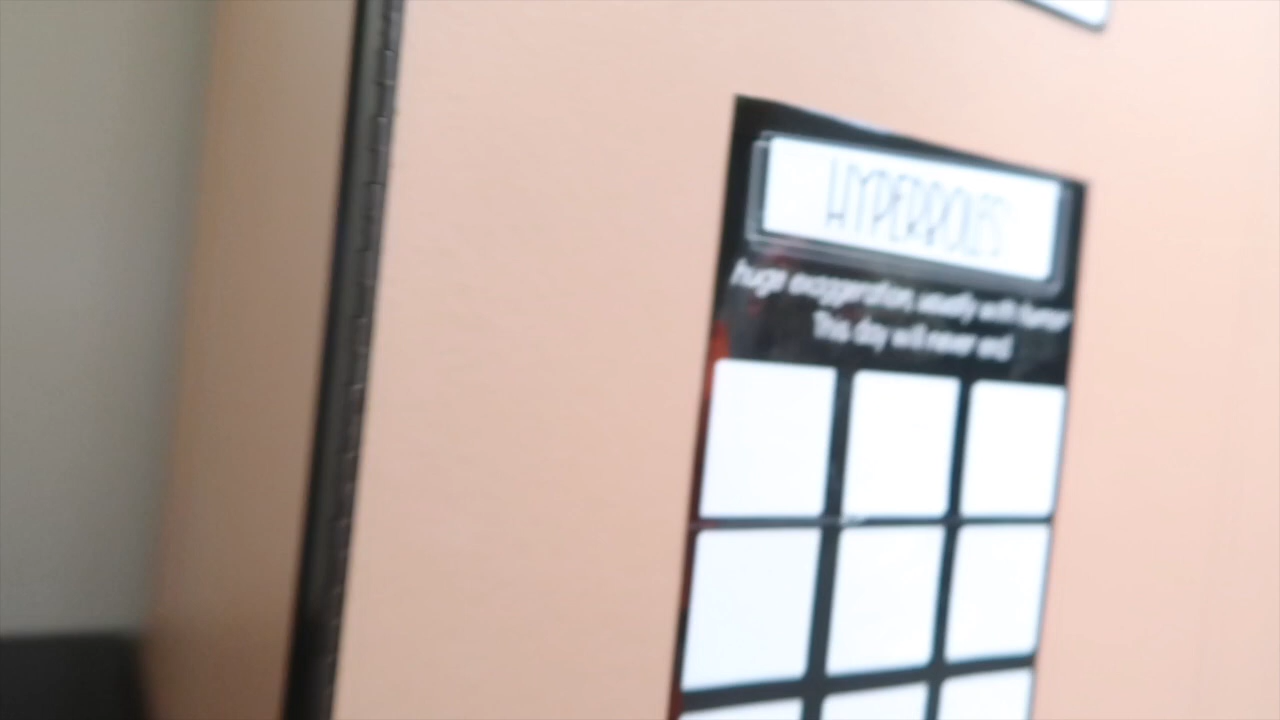 HYPERBOLES
huge exaggeration, usually with humor
This day will never end